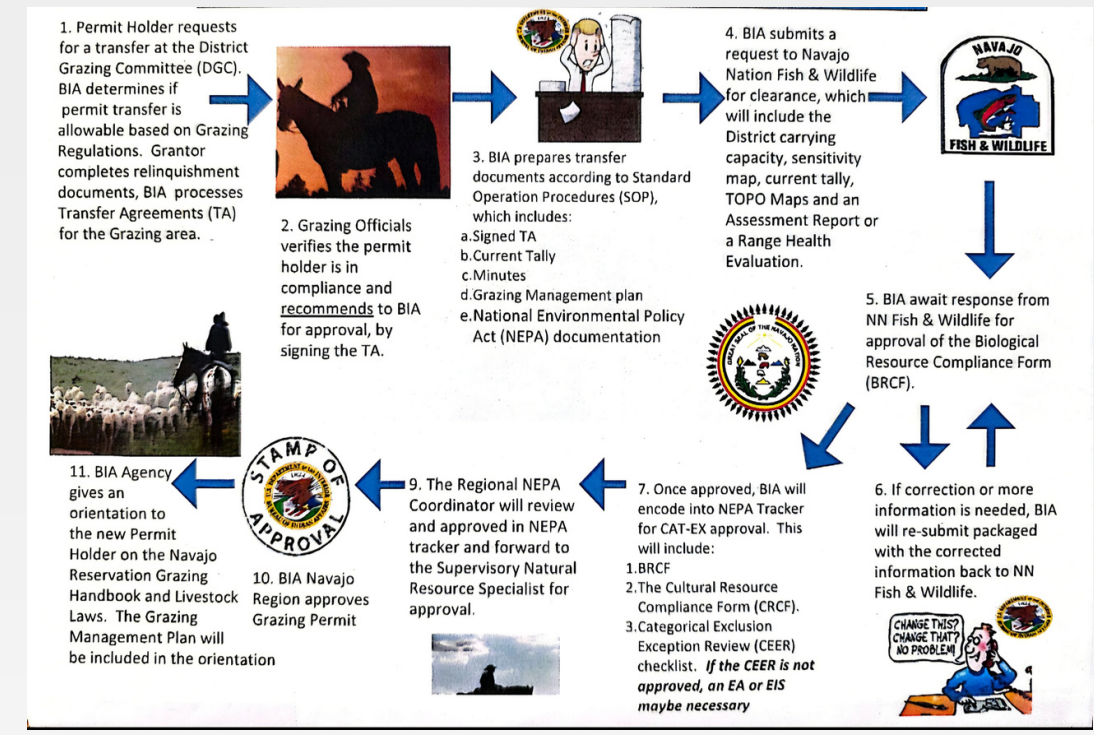 1. Permit Holder requests
for a transfer at the District
Grazing Committee (DGC).
BIA determines if
permit transfer is
allowable based on Grazing
Regulations. Grantor
completes relinquishment
documents, BIA processes
Transfer Agreements (TA)
for the Grazing area.
2. Grazing Officials
verifies the permit
holder is in
compliance and
recommends to BIA
for approval, by
signing the TA.
3. BIA prepares transfer
documents according to Standard
Operation Procedures (SOP),
which includes:
a.Signed TA
b.Current Tally
c.Minutes
d.Grazing Management plan
e.National Environmental Policy
Act (NEPA) documentation
4. BIA submits a
request to Navajo
Nation Fish & Wildlife
for clearance, which
will include the
District carrying
capacity, sensitivity
map, current tally,
TOPO Maps and an
Assessment Report or
a Range Health
Evaluation.
NAVAJO
FISH & WILDLIFE
GREAT SEAL OF THE NAVAJO NATION
5. BIA await response from
NN Fish & Wildlife for
approval of the Biological
Resource Compliance Form
(BRCF).
6. If correction or more
information is needed, BIA
will re-submit packaged
with the corrected
information back to NN
Fish & Wildlife.
CHANGE THIS?
CHANGE THAT?
NO PROBLEM!
7. Once approved, BIA will
encode into NEPA Tracker
for CAT-EX approval. This
will include:
1.BRCF
2.The Cultural Resource
Compliance Form (CRCF).
3.Categorical Exclusion
Exception Review (CEER)
checklist. If the CEER is not
approved, an EA or EIS
maybe necessary
9. The Regional NEPA
Coordinator will review
and approved in NEPA
tracker and forward to
the Supervisory Natural
Resource Specialist for
approval.
STAMP OF
APPROVAL
10. BIA Navajo
Region approves
Grazing Permit
11. BIA Agency
gives an
orientation to
the new Permit
Holder on the Navajo
Reservation Grazing
Handbook and Livestock
Laws. The Grazing
Management Plan will
be included in the orientation